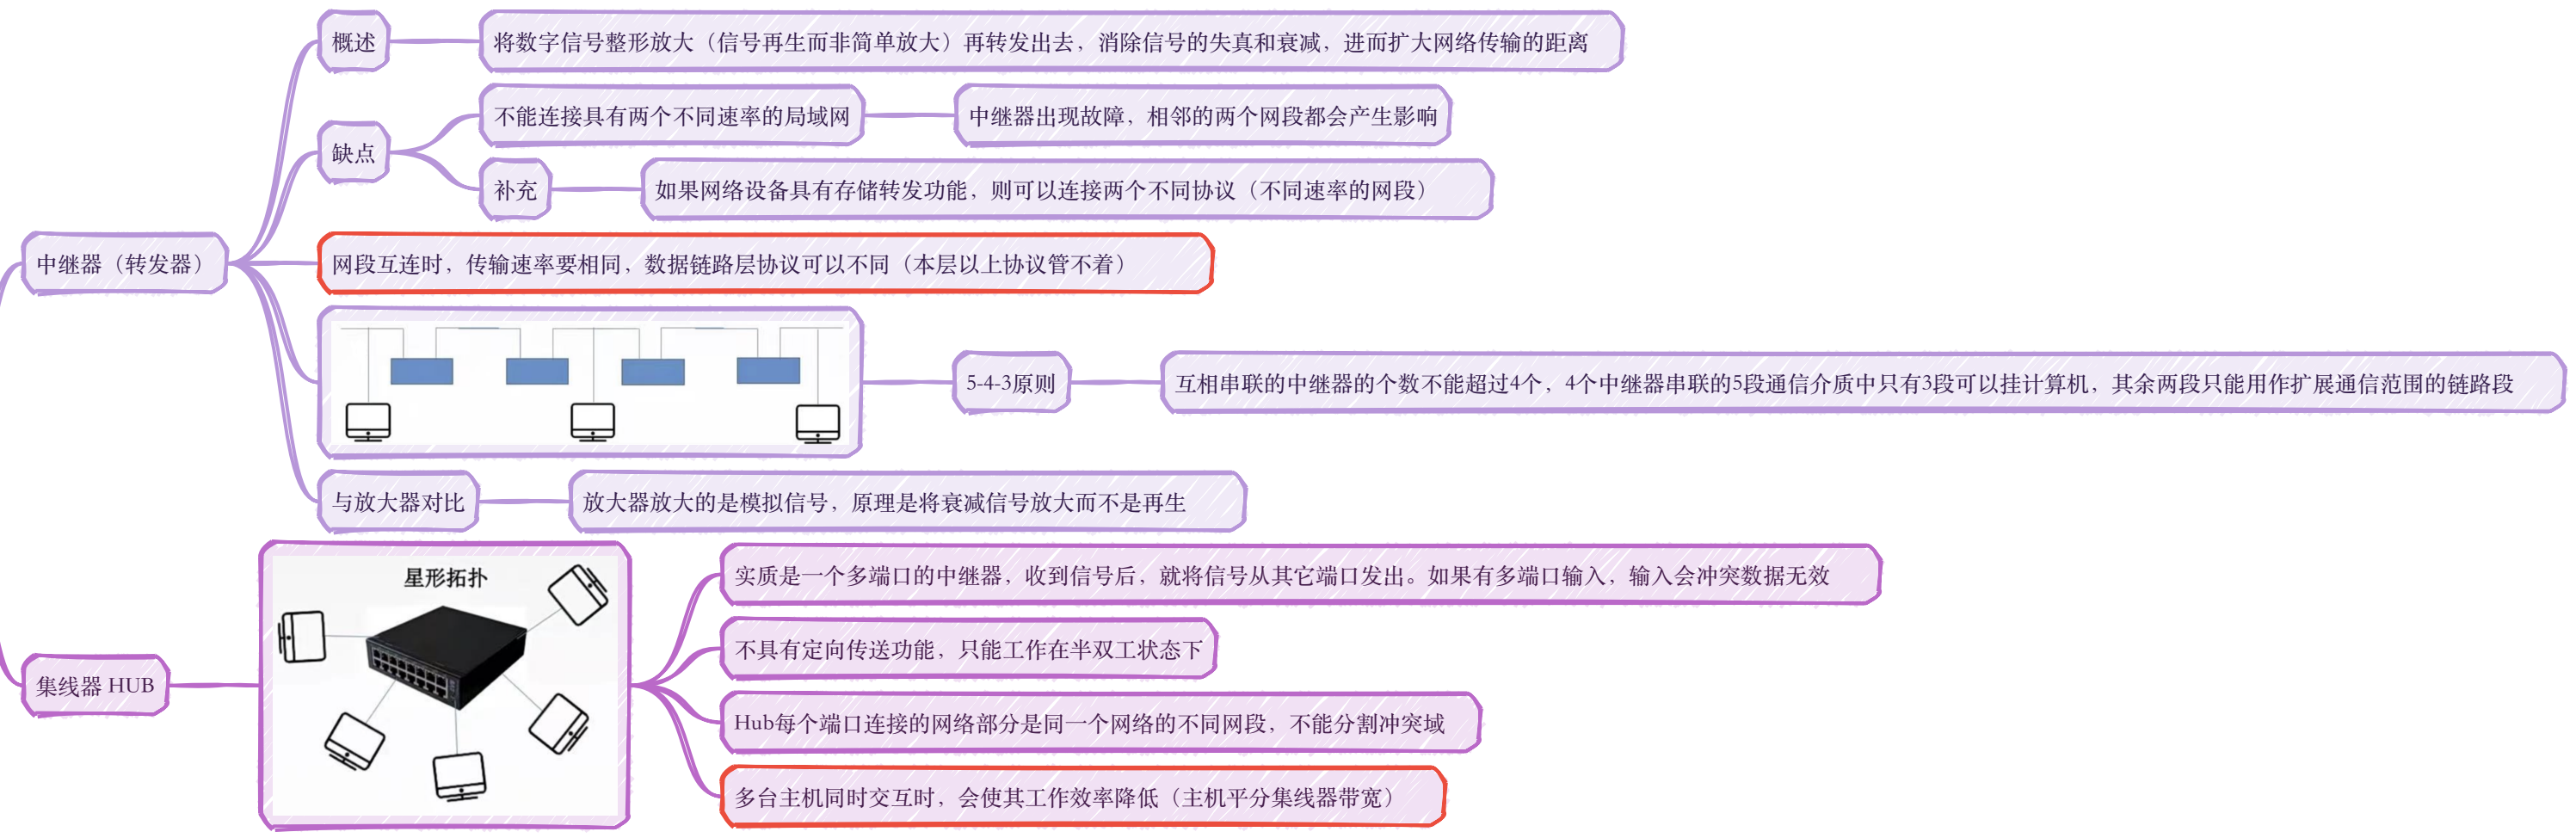 概述
将数字信号整形放大（信号再生而非简单放大）再转发出去，消除信号的失真和衰减，进而扩大网络传输的距离
缺点
不能连接具有两个不同速率的局域网
中继器出现故障，相邻的两个网段都会产生影响
补充
如果网络设备具有存储转发功能，则可以连接两个不同协议（不同速率的网段）
中继器（转发器）
网段互连时，传输速率要相同，数据链路层协议可以不同（本层以上协议管不着）
5-4-3原则
互相串联的中继器的个数不能超过4个，4个中继器串联的5段通信介质中只有3段可以挂计算机，其余两段只能用作扩展通信范围的链路段
与放大器对比
放大器放大的是模拟信号，原理是将衰减信号放大而不是再生
集线器 HUB
星形拓扑
实质是一个多端口的中继器，收到信号后，就将信号从其它端口发出。如果有多端口输入，输入会冲突数据无效
不具有定向传送功能，只能工作在半双工状态下
Hub每个端口连接的网络部分是同一个网络的不同网段，不能分割冲突域
多台主机同时交互时，会使其工作效率降低（主机平分集线器带宽）